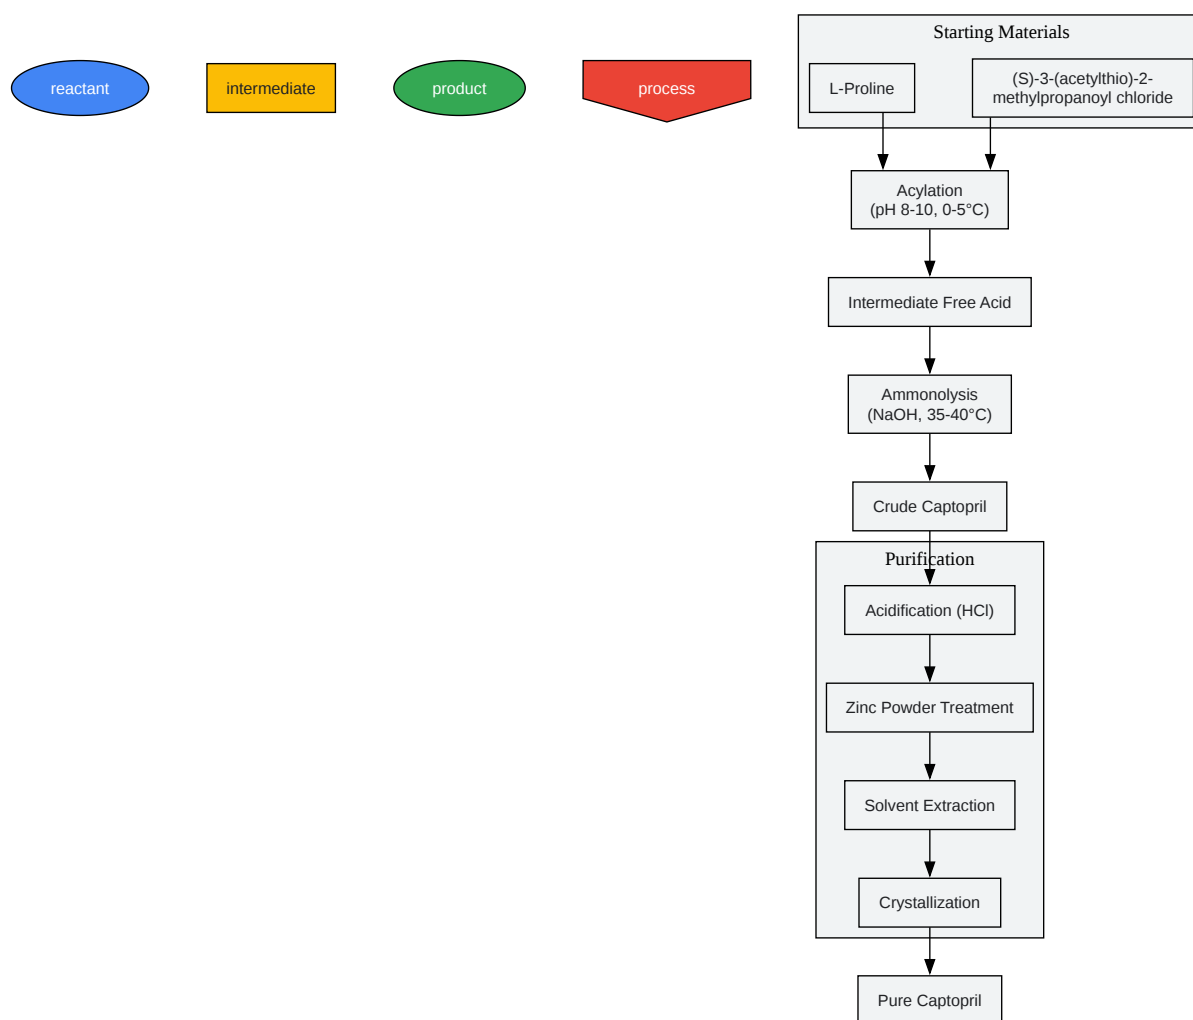 reactant
intermediate
product
process
Starting Materials
L-Proline
(S)-3-(acetylthio)-2-
methylpropanoyl chloride
Acylation
(pH 8-10, 0-5°C)
Intermediate Free Acid
Ammonolysis
(NaOH, 35-40°C)
Crude Captopril
Purification
Acidification (HCl)
Zinc Powder Treatment
Solvent Extraction
Crystallization
Pure Captopril